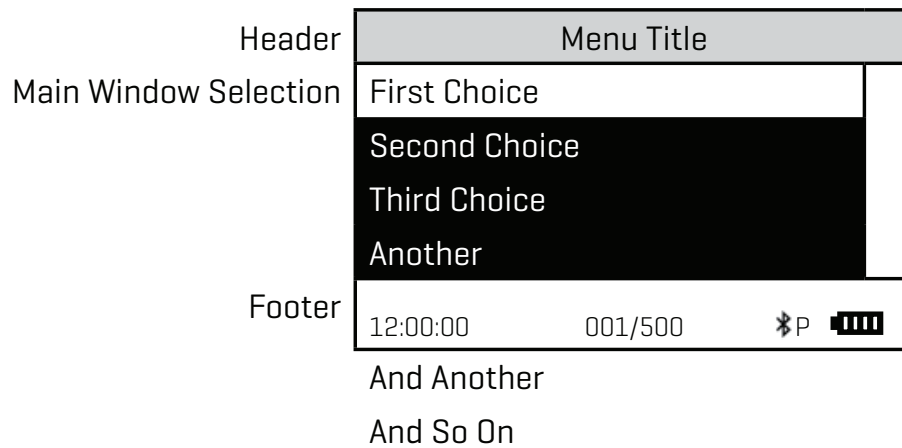 Header Menu Title
Main Window Selection First Choice
Second Choice
Third Choice
Another
Footer
12:00:00 001/500 P
And Another
And So On